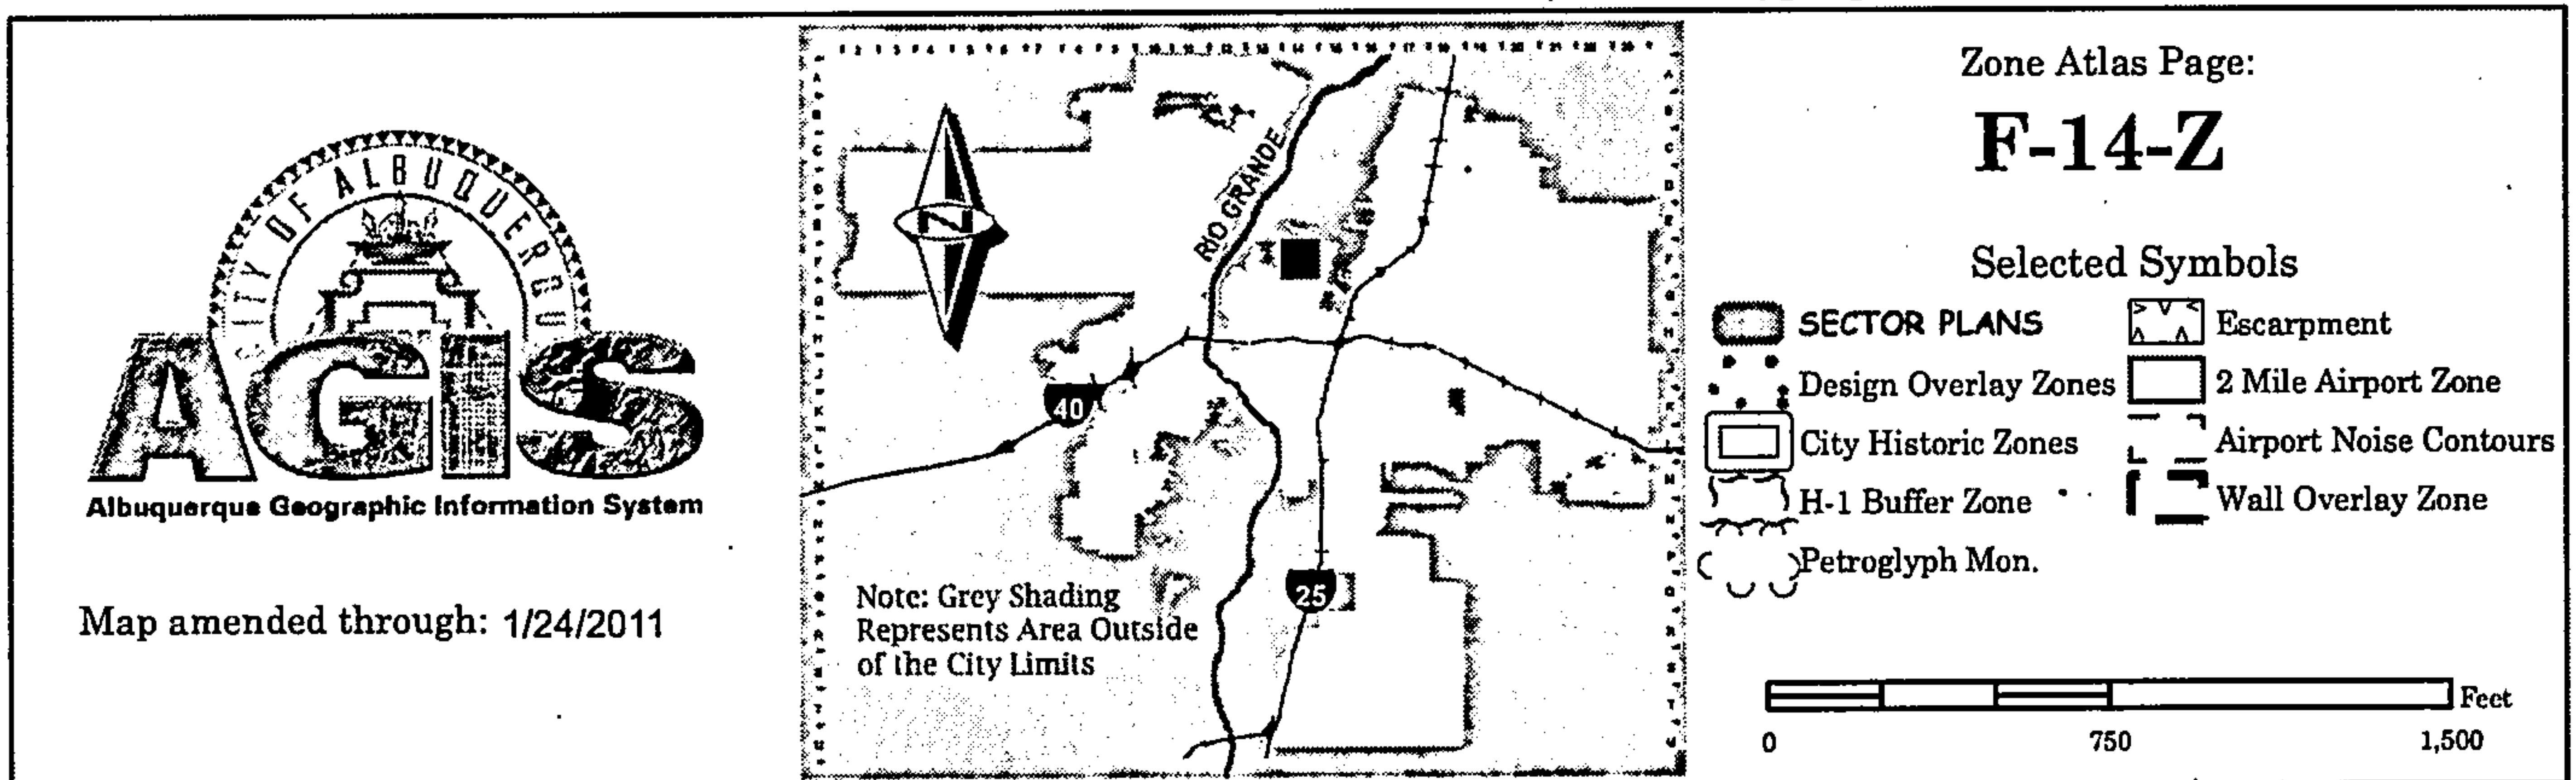 CITY OF ALBUQUERQUE
AGIS
Albuquerque Geographic Information System
Map amended through: 1/24/2011
N
RIO GRANDE
40
25
Note: Grey Shading
Represents Area Outside
of the City Limits
Zone Atlas Page:
F-14-Z
Selected Symbols
SECTOR PLANS
Design Overlay Zones
City Historic Zones
H-1 Buffer Zone
Petroglyph Mon.
Escarpment
2 Mile Airport Zone
Airport Noise Contours
Wall Overlay Zone
Feet
0 750 1,500